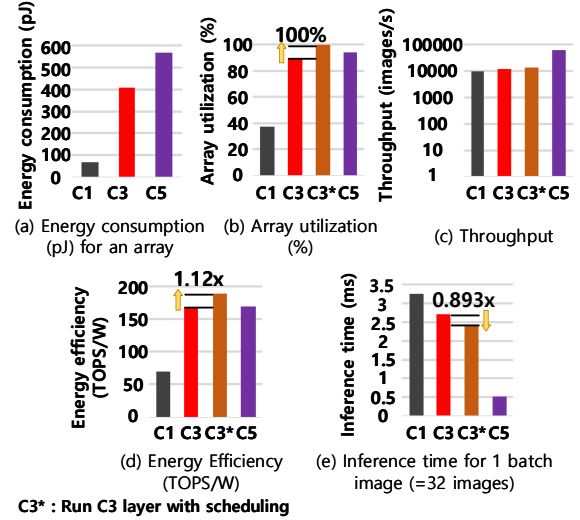 Energy consumption (pJ)
600
500
400
300
200
100
0
C1 C3 C5
(a) Energy consumption
(pJ) for an array
Array utilization (%)
100%
100
80
60
40
20
0
C1 C3 C3* C5
(b) Array utilization
(%)
Throughput (images/s)
100000
10000
1000
100
10
1
C1 C3 C3* C5
(c) Throughput
Energy efficiency
(TOPS/W)
1.12x
200
150
100
50
0
C1 C3 C3* C5
(d) Energy Efficiency
(TOPS/W)
Inference time (ms)
0.893x
3.5
3
2.5
2
1.5
1
0.5
0
C1 C3 C3* C5
(e) Inference time for 1 batch
image (=32 images)
C3* : Run C3 layer with scheduling